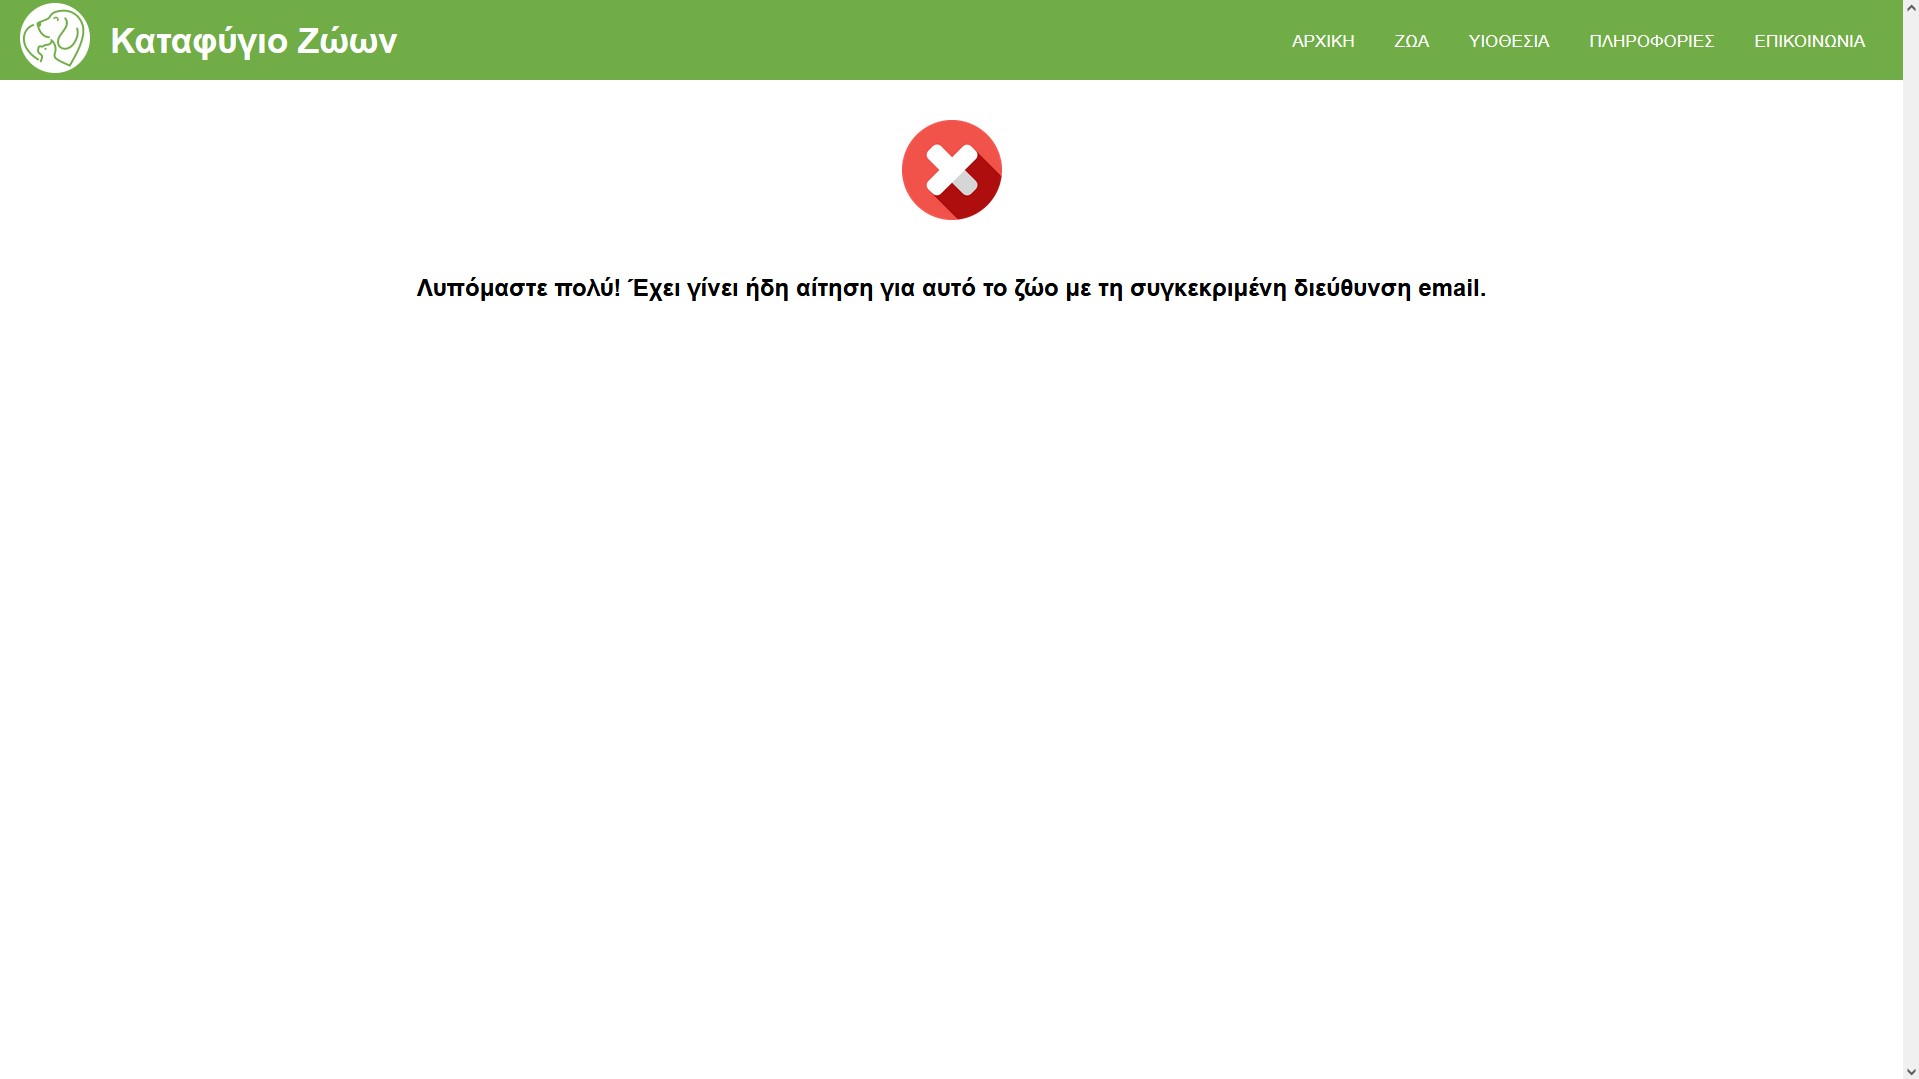 Καταφύγιο Ζώων
ΑΡΧΙΚΗ ΖΩΑ ΥΙΟΘΕΣΙΑ ΠΛΗΡΟΦΟΡΙΕΣ ΕΠΙΚΟΙΝΩΝΙΑ
Λυπόμαστε πολύ! Έχει γίνει ήδη αίτηση για αυτό το ζώο με τη συγκεκριμένη διεύθυνση email.